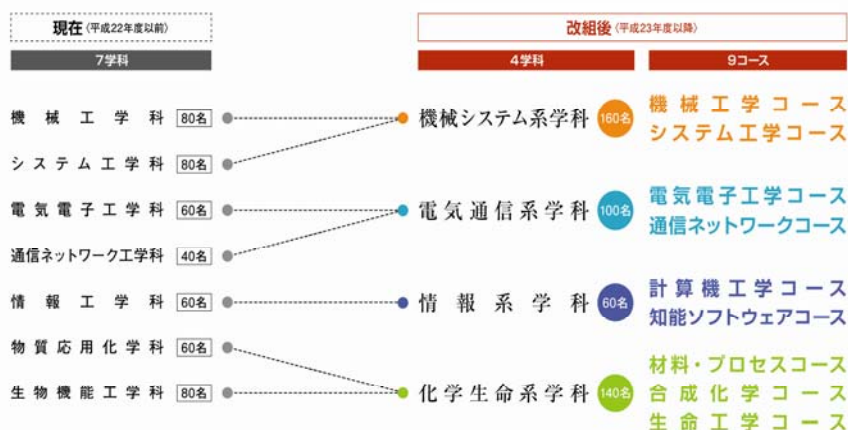 現在(平成22年度以前)
改組後(平成23年度以降)
7学科
4学科
9コース
機械工学科 80名
システム工学科 80名
電気電子工学科 60名
通信ネットワーク工学科 40名
情報工学科 60名
物質応用化学科 60名
生物機能工学科 80名
機械システム系学科 160名
電気通信系学科 100名
情報系学科 60名
化学生命系学科 140名
機械工学コース
システム工学コース
電気電子工学コース
通信ネットワークコース
計算機工学コース
知能ソフトウェアコース
材料・プロセスコース
合成化学コース
生命工学コース